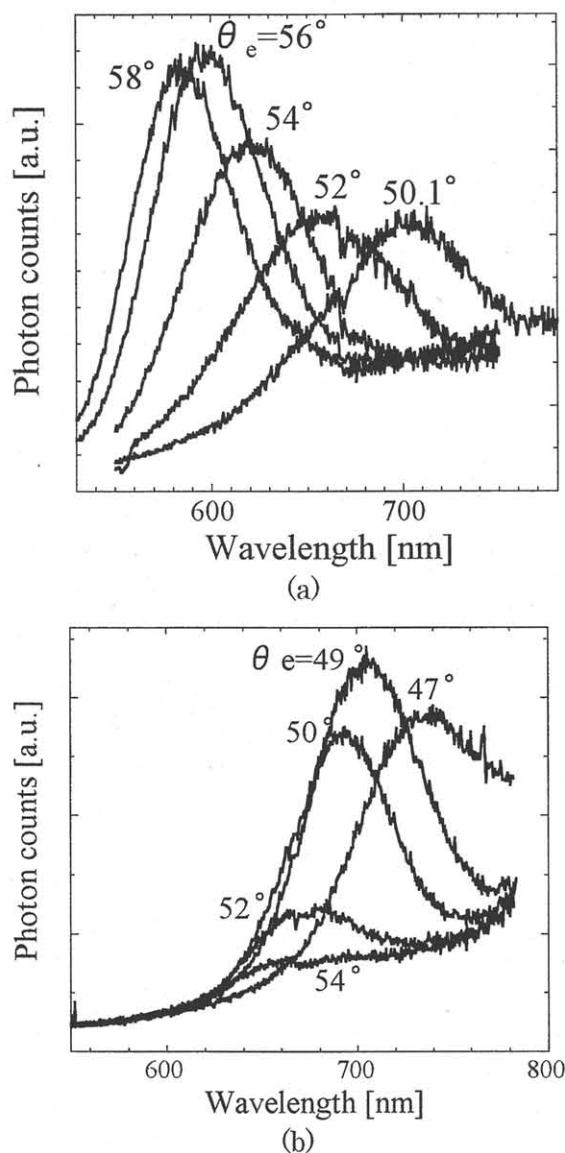 θe=56°
58°
54°
52°
50.1°
Photon counts [a.u.]
600
700
Wavelength [nm]
(a)
θe=49°
47°
50°
52°
54°
Photon counts [a.u.]
600
700
800
Wavelength [nm]
(b)